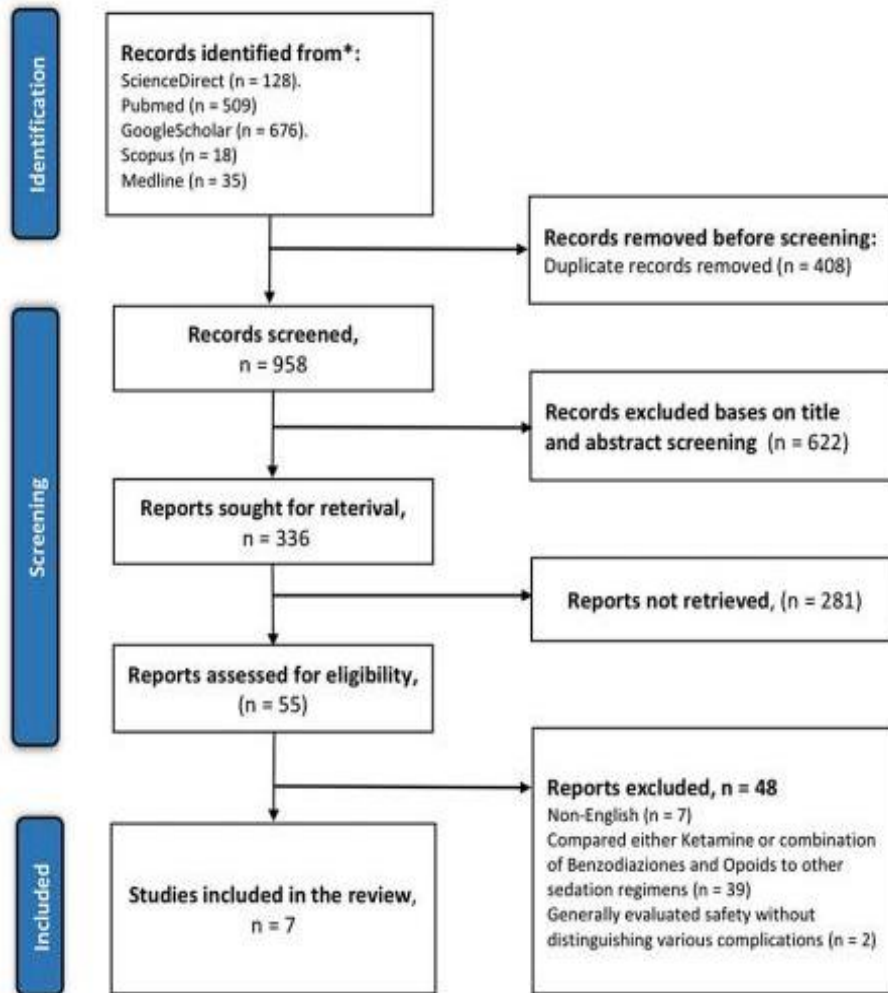 Identification
Records identified from*:
ScienceDirect (n = 128).
Pubmed (n = 509)
GoogleScholar (n = 676).
Scopus (n = 18)
Medline (n = 35)
Records removed before screening:
Duplicate records removed (n = 408)
Screening
Records screened,
n = 958
Records excluded bases on title
and abstract screening (n = 622)
Reports sought for reterival,
n = 336
Reports not retrieved, (n = 281)
Reports assessed for eligibility,
(n = 55)
Reports excluded, n = 48
Non-English (n = 7)
Compared either Ketamine or combination
of Benzodiaziones and Opoids to other
sedation regimens (n = 39)
Generally evaluated safety without
distinguishing various complications (n = 2)
Included
Studies included in the review,
n = 7